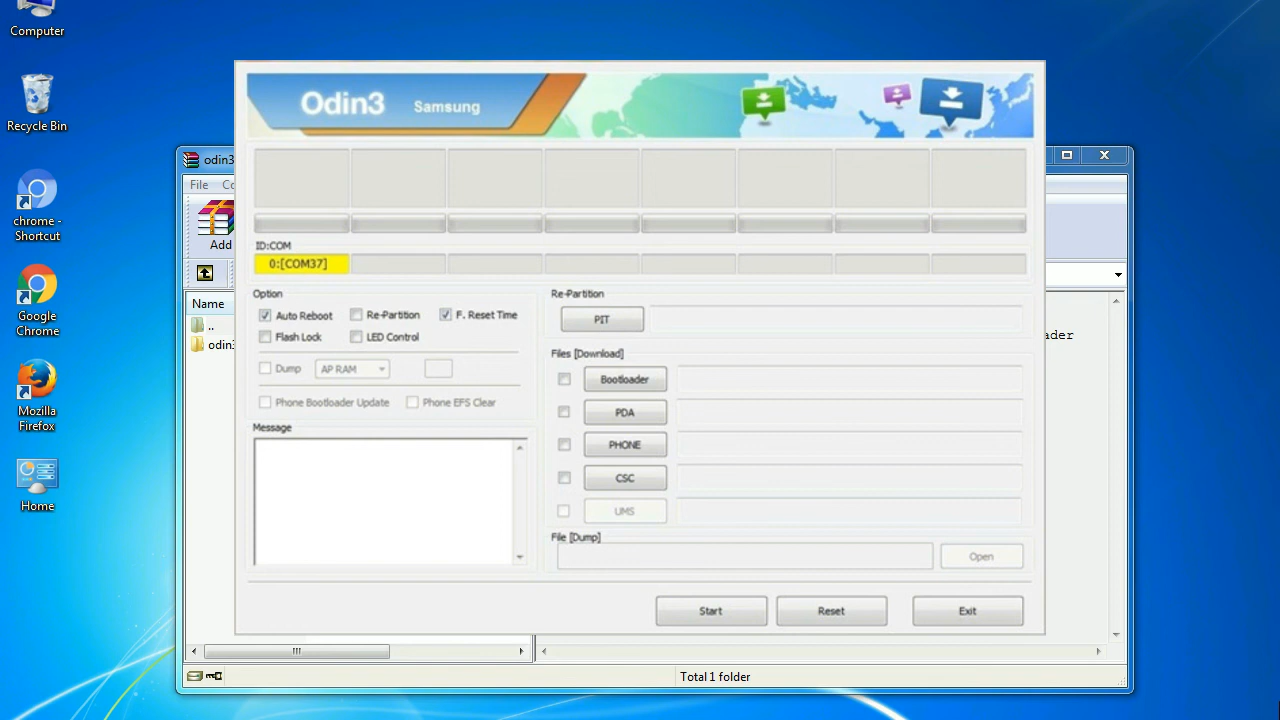 Computer
Recycle Bin
chrome - Shortcut
Google Chrome
Mozilla Firefox
Home
odin3
File Co
Add
Name
..
odin3
ader
Total 1 folder
Odin3 Samsung
ID:COM
0:[COM37]
Option
Auto Reboot Re-Partition F. Reset Time
Flash Lock LED Control
Dump AP RAM
Phone Bootloader Update Phone EFS Clear
Message
Re-Partition
PIT
Files [Download]
Bootloader
PDA
PHONE
CSC
UMS
File [Dump]
Open
Start Reset Exit